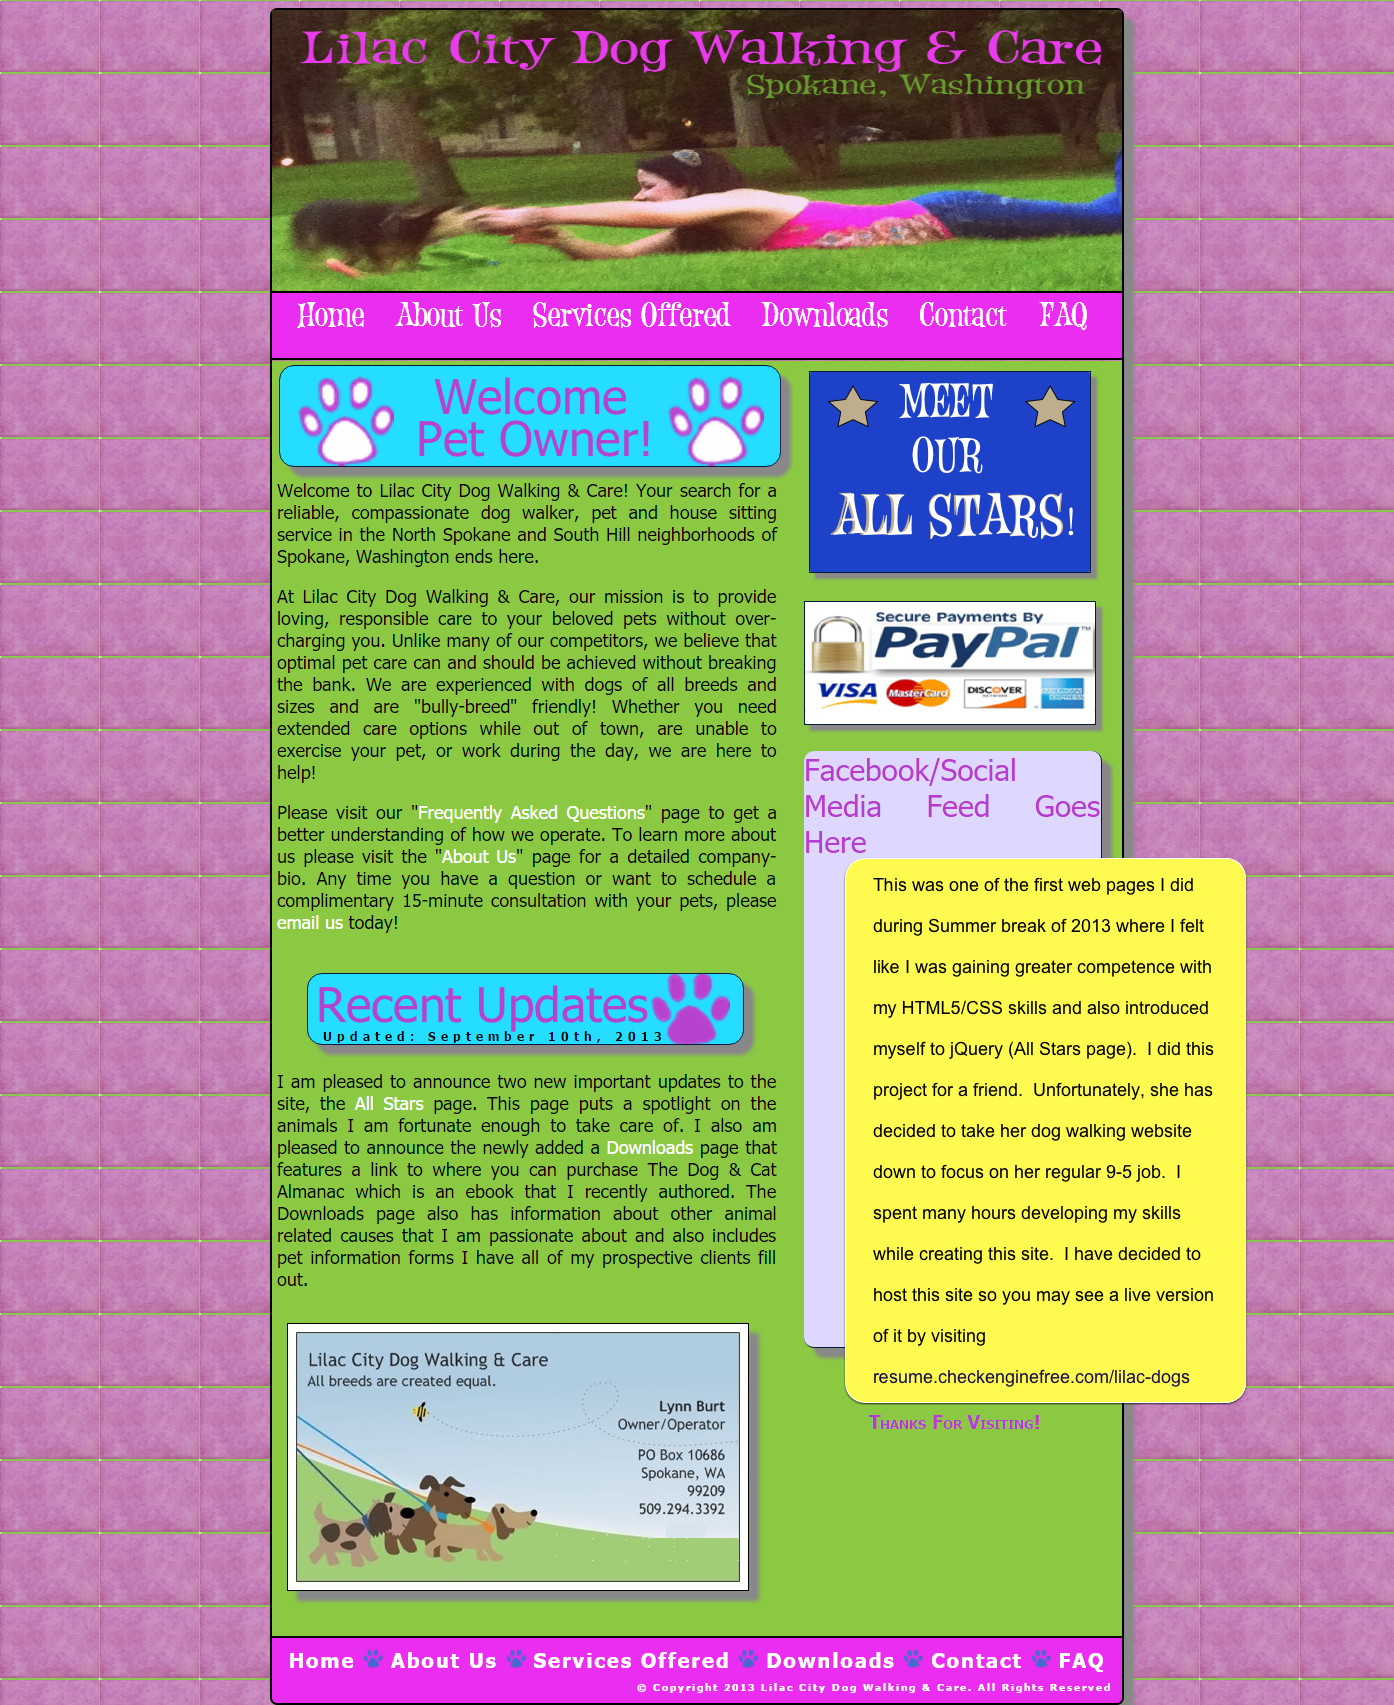 Lilac City Dog Walking & Care
Spokane, Washington
Home About Us Services Offered Downloads Contact FAQ
Welcome
Pet Owner!
Welcome to Lilac City Dog Walking & Care! Your search for a
reliable, compassionate dog walker, pet and house sitting
service in the North Spokane and South Hill neighborhoods of
Spokane, Washington ends here.
At Lilac City Dog Walking & Care, our mission is to provide
loving, responsible care to your beloved pets without over-
charging you. Unlike many of our competitors, we believe that
optimal pet care can and should be achieved without breaking
the bank. We are experienced with dogs of all breeds and
sizes and are "bully-breed" friendly! Whether you need
extended care options while out of town, are unable to
exercise your pet, or work during the day, we are here to
help!
Please visit our "Frequently Asked Questions" page to get a
better understanding of how we operate. To learn more about
us please visit the "About Us" page for a detailed company-
bio. Any time you have a question or want to schedule a
complimentary 15-minute consultation with your pets, please
email us today!
Recent Updates
Updated: September 10th, 2013
I am pleased to announce two new important updates to the
site, the All Stars page. This page puts a spotlight on the
animals I am fortunate enough to take care of. I also am
pleased to announce the newly added a Downloads page that
features a link to where you can purchase The Dog & Cat
Almanac which is an ebook that I recently authored. The
Downloads page also has information about other animal
related causes that I am passionate about and also includes
pet information forms I have all of my prospective clients fill
out.
Lilac City Dog Walking & Care
All breeds are created equal.
Lynn Burt
Owner/Operator
PO Box 10686
Spokane, WA
99209
509.294.3392
MEET
OUR
ALL STARS!
Secure Payments By
PayPal™
VISA MasterCard DISCOVER NETWORK AMERICAN EXPRESS
Facebook/Social
Media Feed Goes
Here
This was one of the first web pages I did
during Summer break of 2013 where I felt
like I was gaining greater competence with
my HTML5/CSS skills and also introduced
myself to jQuery (All Stars page). I did this
project for a friend. Unfortunately, she has
decided to take her dog walking website
down to focus on her regular 9-5 job. I
spent many hours developing my skills
while creating this site. I have decided to
host this site so you may see a live version
of it by visiting
resume.checkenginefree.com/lilac-dogs
Thanks For Visiting!
Home About Us Services Offered Downloads Contact FAQ
© Copyright 2013 Lilac City Dog Walking & Care. All Rights Reserved